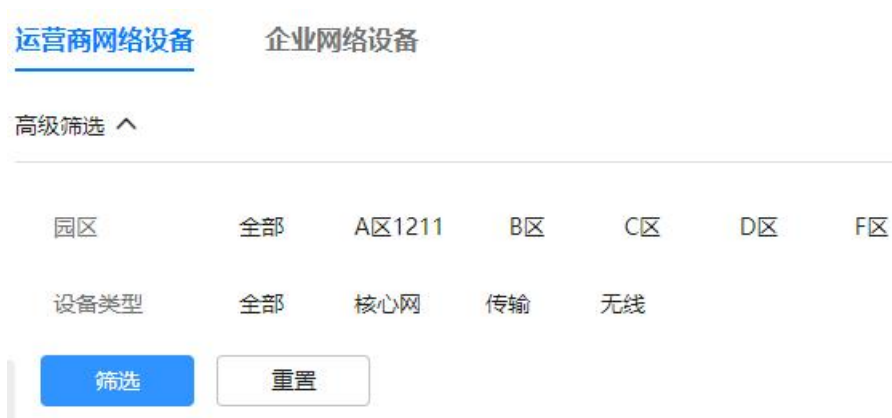 运营商网络设备 企业网络设备
高级筛选
园区 全部 A区1211 B区 C区 D区 F区
设备类型 全部 核心网 传输 无线
筛选 重置